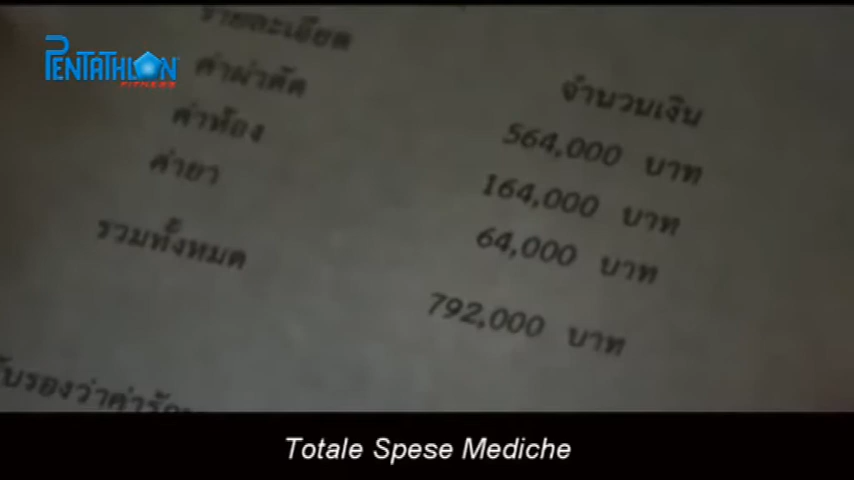 PENTATHLON
FITNESS
รายละเอียด
จำนวนเงิน
ค่าผ่าตัด 564,000 บาท
ค่าห้อง 164,000 บาท
ค่ายา 64,000 บาท
รวมทั้งหมด 792,000 บาท
รับรองว่าค่ารักษา
Totale Spese Mediche